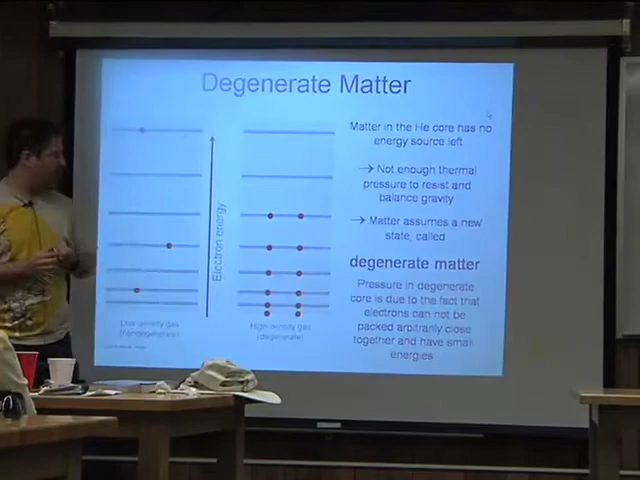 Degenerate Matter
Matter in the He core has no
energy source left
→ Not enough thermal
pressure to resist and
balance gravity
→ Matter assumes a new
state, called
degenerate matter
Pressure in degenerate
core is due to the fact that
electrons can not be
packed arbitrarily close
together and have small
energies
Electron energy
Low density gas
(nondegenerate)
High density gas
(degenerate)